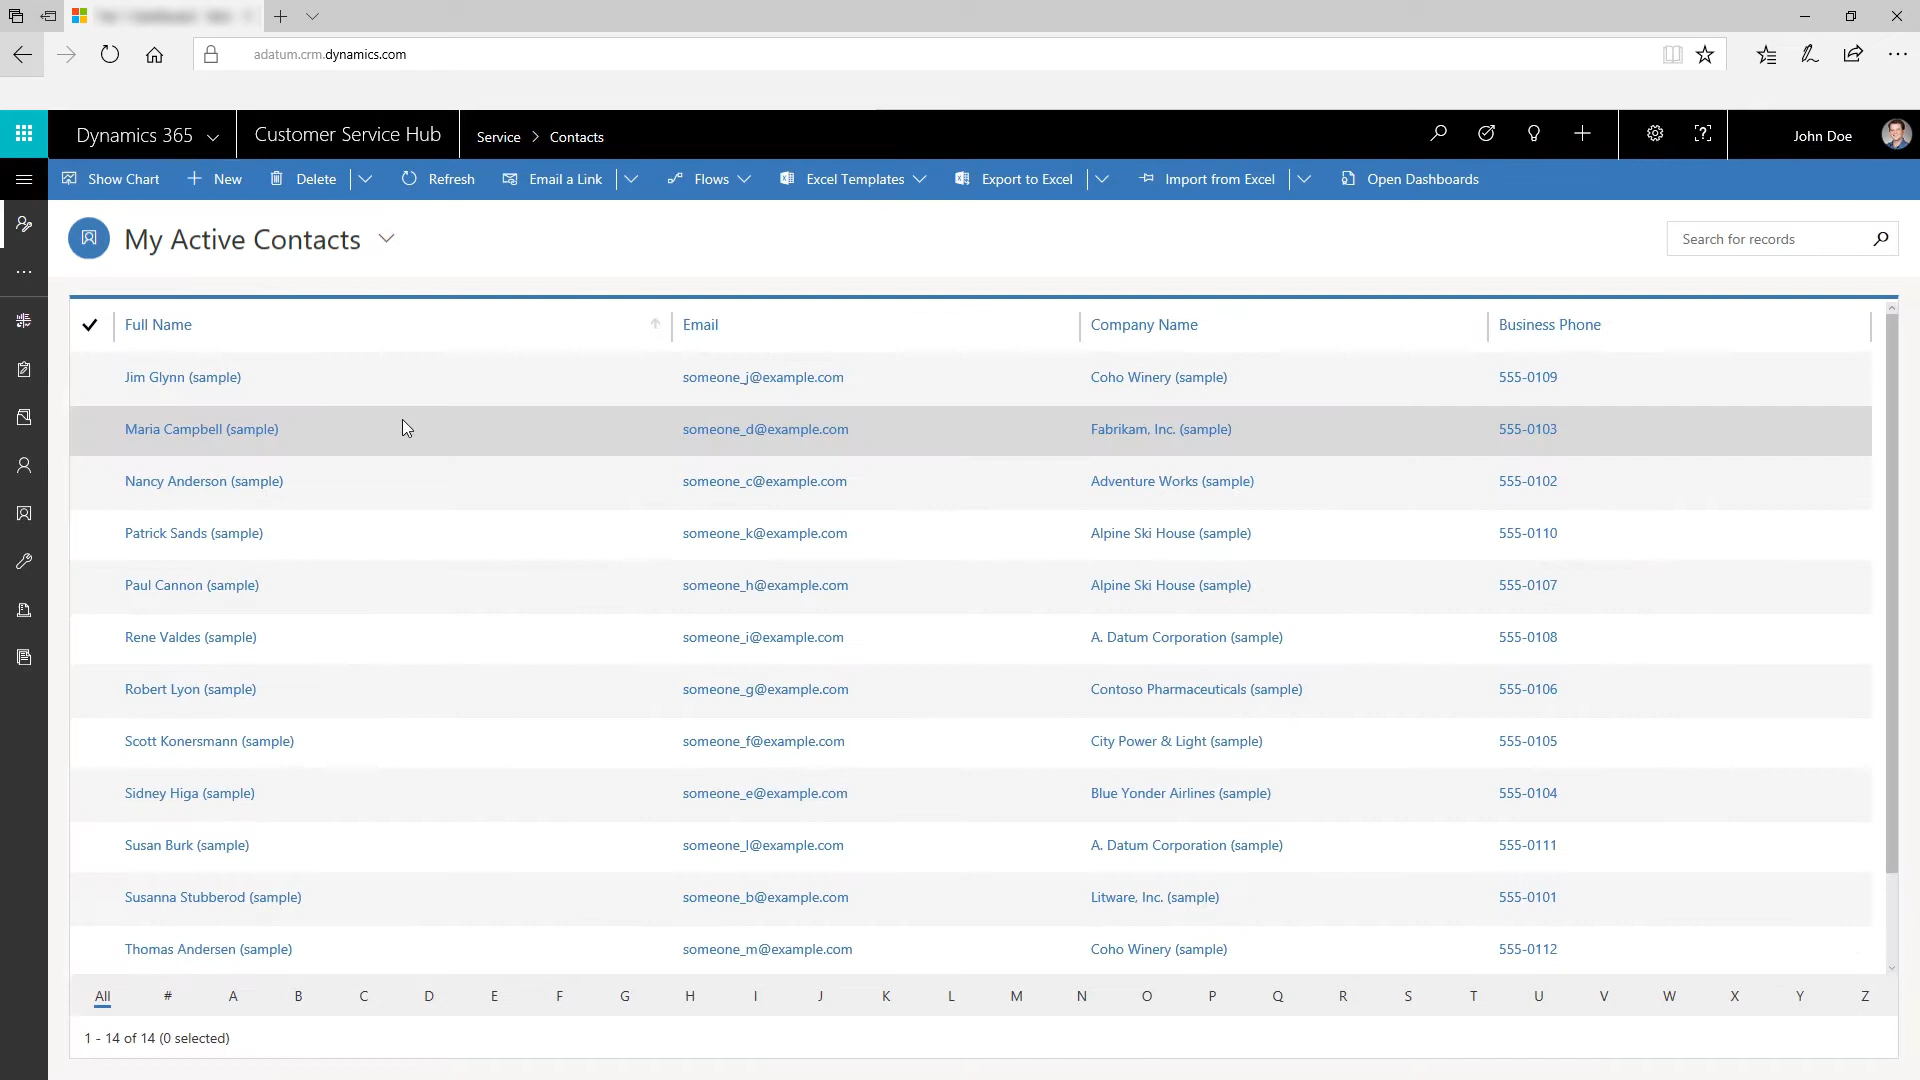 adatum.crm.dynamics.com
Dynamics 365 Customer Service Hub Service > Contacts John Doe
Show Chart New Delete Refresh Email a Link Flows Excel Templates Export to Excel Import from Excel Open Dashboards
My Active Contacts Search for records
Full Name Email Company Name Business Phone
Jim Glynn (sample) someone_j@example.com Coho Winery (sample) 555-0109
Maria Campbell (sample) someone_d@example.com Fabrikam, Inc. (sample) 555-0103
Nancy Anderson (sample) someone_c@example.com Adventure Works (sample) 555-0102
Patrick Sands (sample) someone_k@example.com Alpine Ski House (sample) 555-0110
Paul Cannon (sample) someone_h@example.com Alpine Ski House (sample) 555-0107
Rene Valdes (sample) someone_i@example.com A. Datum Corporation (sample) 555-0108
Robert Lyon (sample) someone_g@example.com Contoso Pharmaceuticals (sample) 555-0106
Scott Konersmann (sample) someone_f@example.com City Power & Light (sample) 555-0105
Sidney Higa (sample) someone_e@example.com Blue Yonder Airlines (sample) 555-0104
Susan Burk (sample) someone_l@example.com A. Datum Corporation (sample) 555-0111
Susanna Stubberod (sample) someone_b@example.com Litware, Inc. (sample) 555-0101
Thomas Andersen (sample) someone_m@example.com Coho Winery (sample) 555-0112
All # A B C D E F G H I J K L M N O P Q R S T U V W X Y Z
1 - 14 of 14 (0 selected)